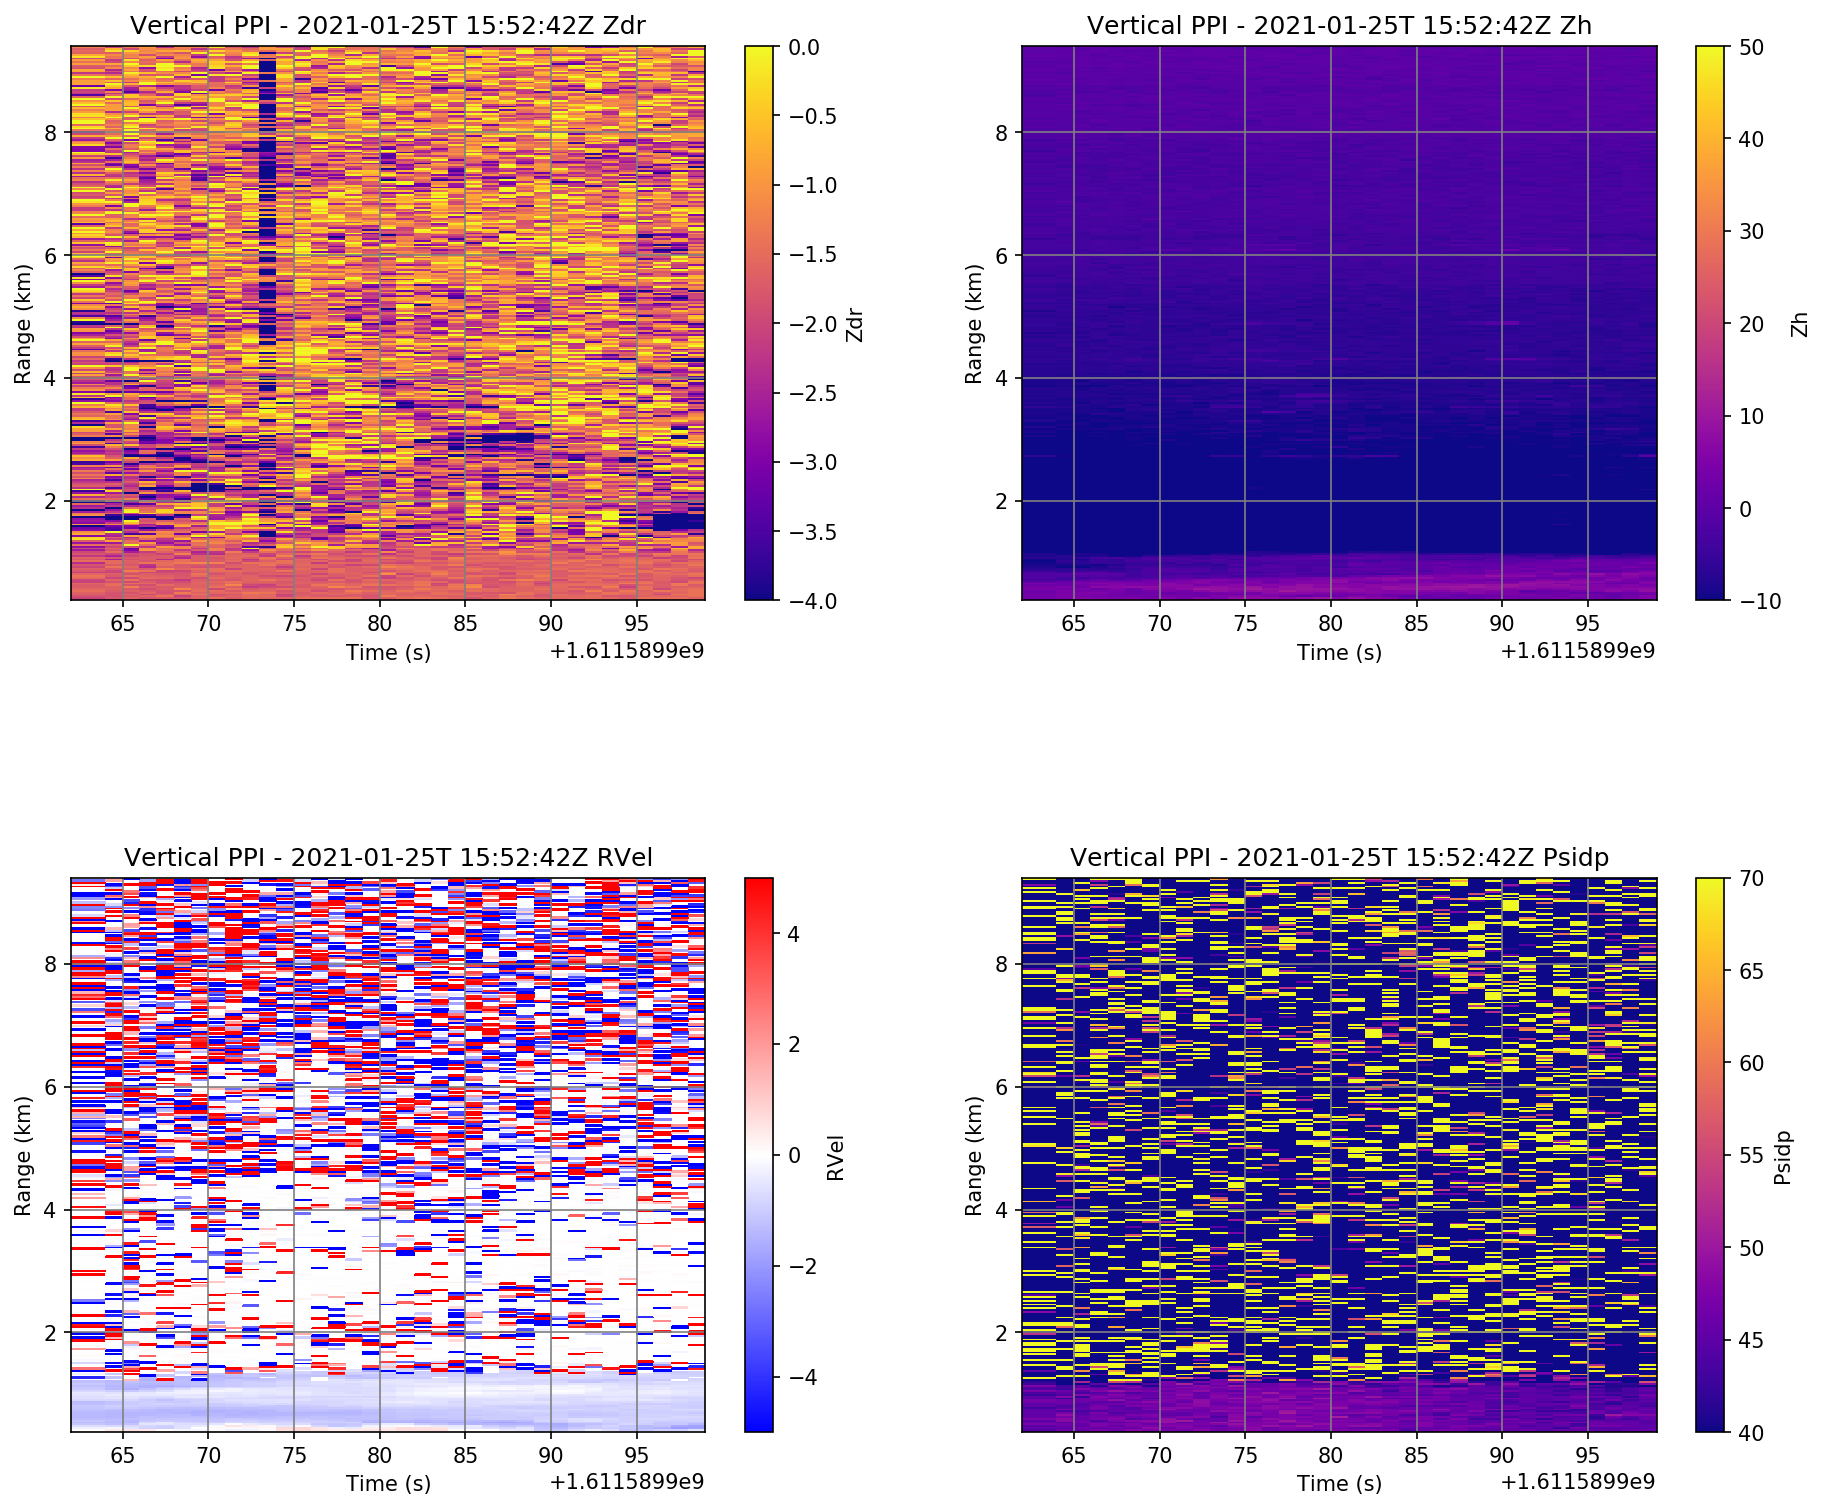 Vertical PPI - 2021-01-25T 15:52:42Z Zdr
Range (km)
8
6
4
2
65 70 75 80 85 90 95
Time (s)
+1.6115899e9
0.0
−0.5
−1.0
−1.5
−2.0
−2.5
−3.0
−3.5
−4.0
Zdr
Vertical PPI - 2021-01-25T 15:52:42Z Zh
Range (km)
8
6
4
2
65 70 75 80 85 90 95
Time (s)
+1.6115899e9
50
40
30
20
10
0
−10
Zh
Vertical PPI - 2021-01-25T 15:52:42Z RVel
Range (km)
8
6
4
2
65 70 75 80 85 90 95
Time (s)
+1.6115899e9
4
2
0
−2
−4
RVel
Vertical PPI - 2021-01-25T 15:52:42Z Psidp
Range (km)
8
6
4
2
65 70 75 80 85 90 95
Time (s)
+1.6115899e9
70
65
60
55
50
45
40
Psidp